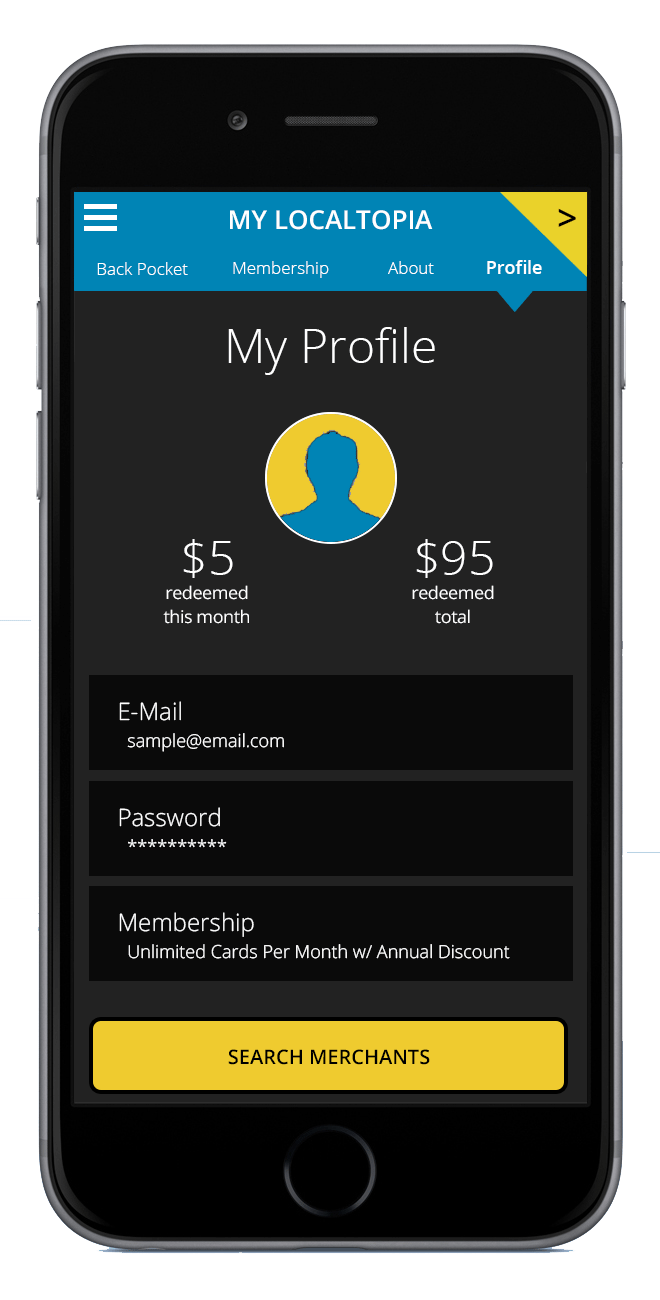 MY LOCALTOPIA
>
Back Pocket
Membership
About
Profile
My Profile
$5
redeemed
this month
$95
redeemed
total
E-Mail
sample@email.com
Password
**********
Membership
Unlimited Cards Per Month w/ Annual Discount
SEARCH MERCHANTS